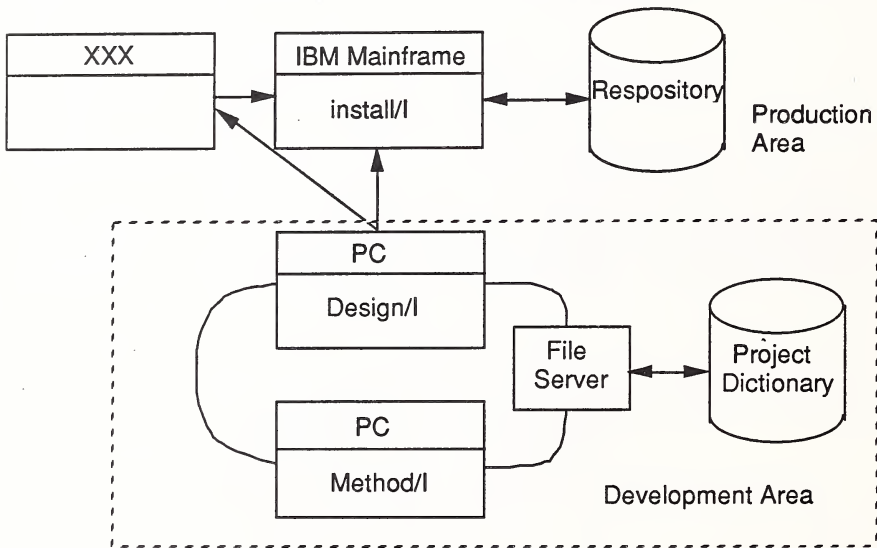 XXX
IBM Mainframe
install/I
Respository
Production
Area
PC
Design/I
File
Server
Project
Dictionary
PC
Method/I
Development Area